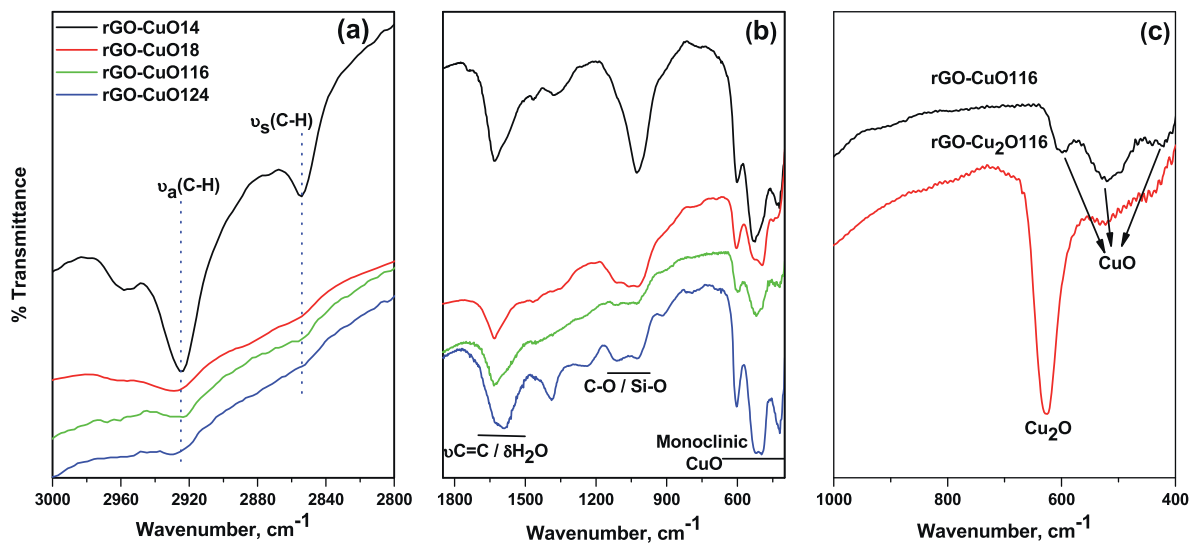 (a)
rGO-CuO14
rGO-CuO18
rGO-CuO116
rGO-CuO124
υₛ(C-H)
υₐ(C-H)
% Transmittance
3000 2960 2920 2880 2840 2800
Wavenumber, cm⁻¹
(b)
C-O / Si-O
υC=C / δH₂O
Monoclinic
CuO
1800 1500 1200 900 600
Wavenumber, cm⁻¹
(c)
rGO-CuO116
rGO-Cu₂O116
CuO
Cu₂O
1000 800 600 400
Wavenumber, cm⁻¹